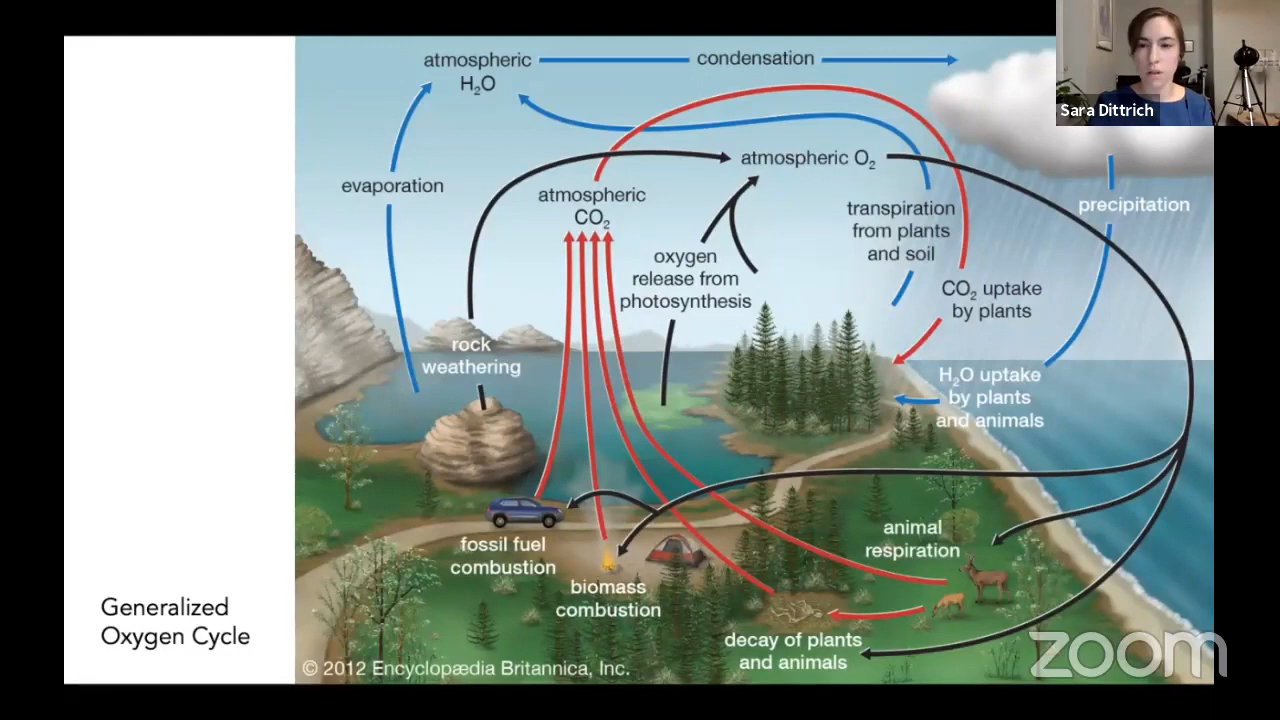 atmospheric
H₂O
condensation
Sara Dittrich
atmospheric O₂
evaporation
atmospheric
CO₂
transpiration
from plants
and soil
precipitation
oxygen
release from
photosynthesis
CO₂ uptake
by plants
rock
weathering
H₂O uptake
by plants
and animals
animal
respiration
fossil fuel
combustion
biomass
combustion
Generalized
Oxygen Cycle
decay of plants
and animals
zoom
© 2012 Encyclopædia Britannica, Inc.